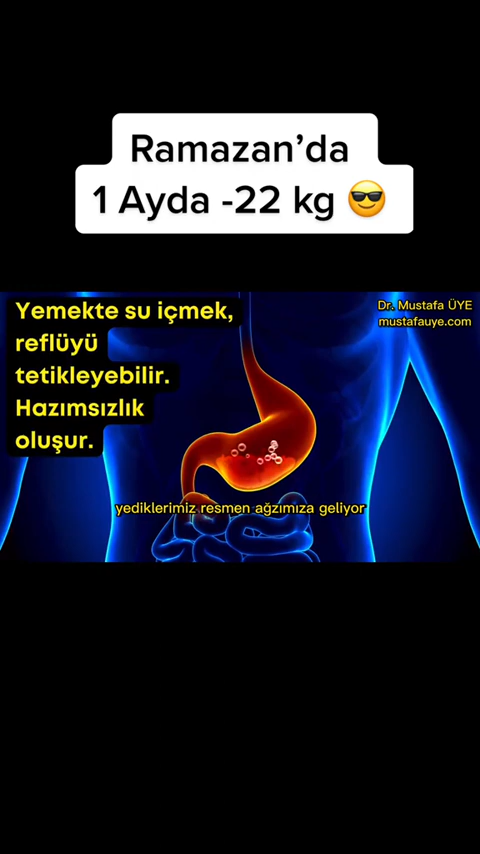 Ramazan’da
1 Ayda -22 kg 😎
Yemekte su içmek,
reflüyü
tetikleyebilir.
Hazımsızlık
oluşur.
Dr. Mustafa ÜYE
mustafauye.com
yediklerimiz resmen ağzımıza geliyor